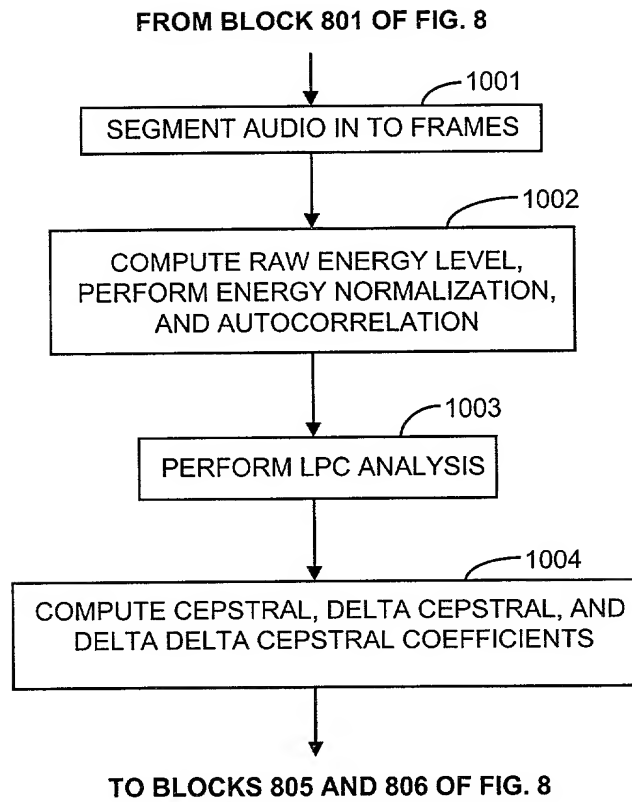 FROM BLOCK 801 OF FIG. 8
1001
SEGMENT AUDIO IN TO FRAMES
1002
COMPUTE RAW ENERGY LEVEL,
PERFORM ENERGY NORMALIZATION,
AND AUTOCORRELATION
1003
PERFORM LPC ANALYSIS
1004
COMPUTE CEPSTRAL, DELTA CEPSTRAL, AND
DELTA DELTA CEPSTRAL COEFFICIENTS
TO BLOCKS 805 AND 806 OF FIG. 8